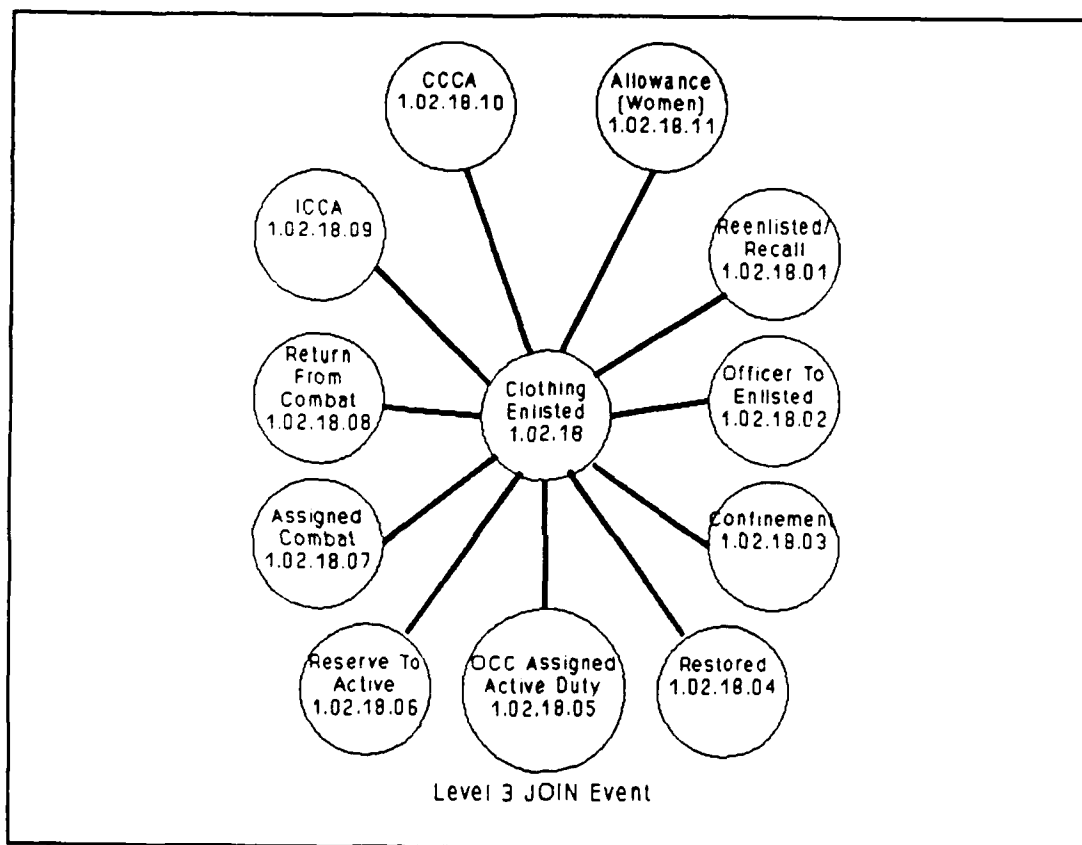 CCCA
1.02.18.10
Allowance
(Women)
1.02.18.11
ICCA
1.02.18.09
Reenlisted/
Recall
1.02.18.01
Return
From
Combat
1.02.18.08
Clothing
Enlisted
1.02.18
Officer To
Enlisted
1.02.18.02
Assigned
Combat
1.02.18.07
Confinement
1.02.18.03
Reserve To
Active
1.02.18.06
OCC Assigned
Active Duty
1.02.18.05
Restored
1.02.18.04
Level 3 JOIN Event